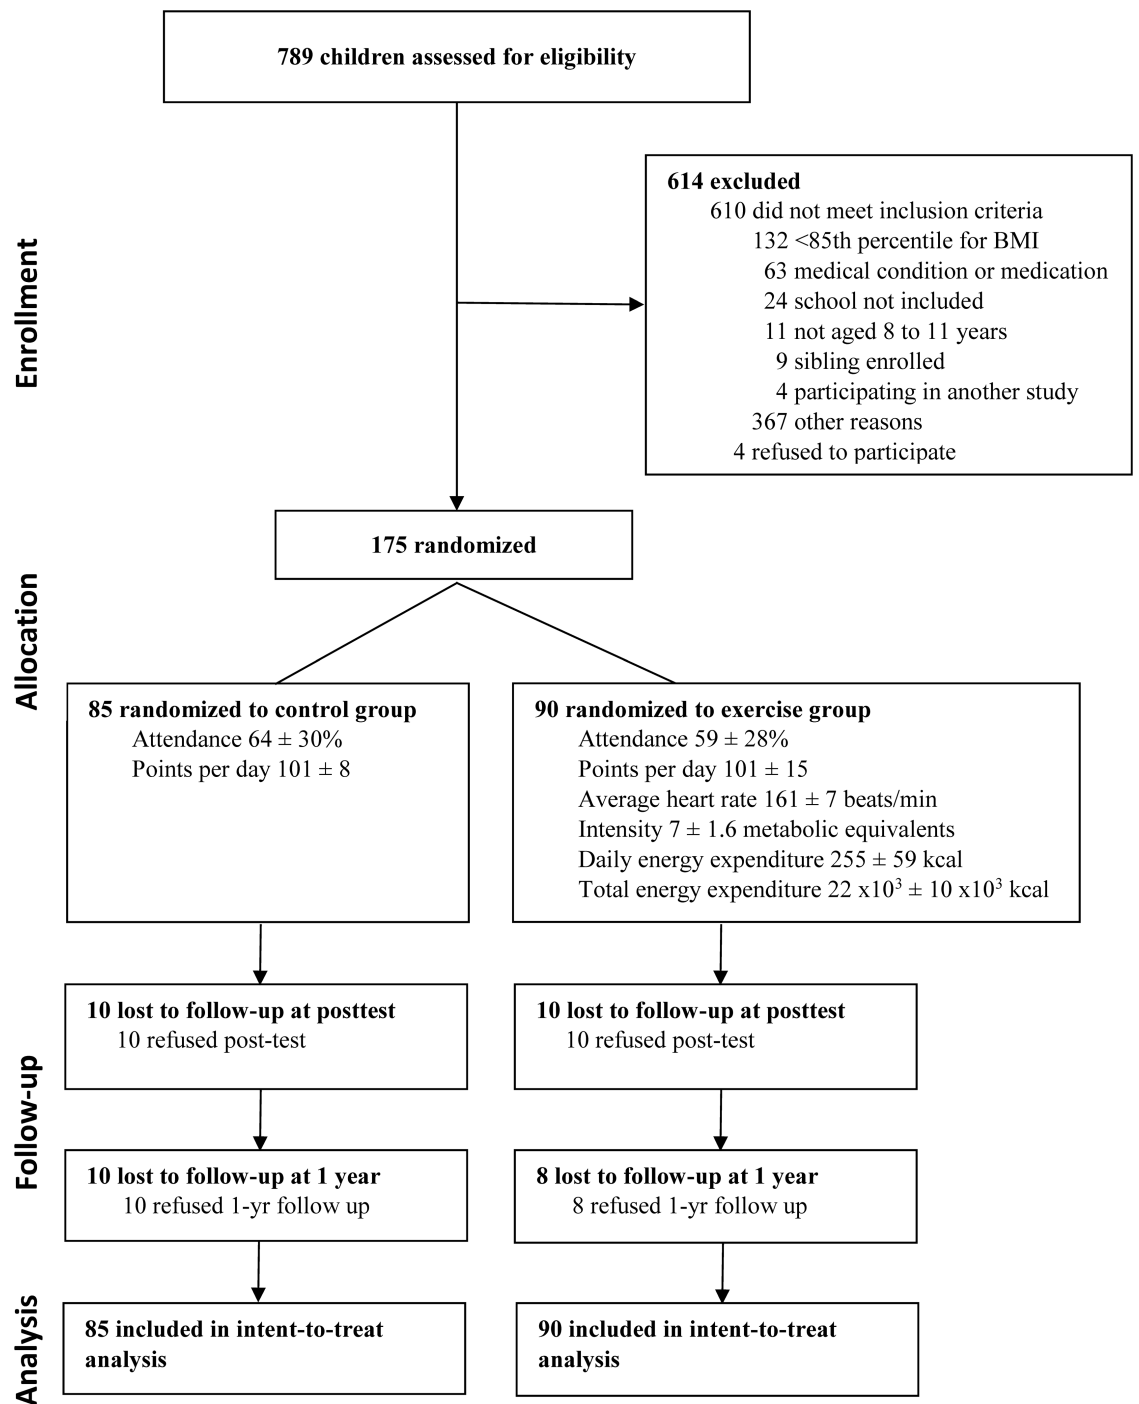 789 children assessed for eligibility
Enrollment
614 excluded
610 did not meet inclusion criteria
132 <85th percentile for BMI
63 medical condition or medication
24 school not included
11 not aged 8 to 11 years
9 sibling enrolled
4 participating in another study
367 other reasons
4 refused to participate
175 randomized
Allocation
85 randomized to control group
Attendance 64 ± 30%
Points per day 101 ± 8
90 randomized to exercise group
Attendance 59 ± 28%
Points per day 101 ± 15
Average heart rate 161 ± 7 beats/min
Intensity 7 ± 1.6 metabolic equivalents
Daily energy expenditure 255 ± 59 kcal
Total energy expenditure 22 x10³ ± 10 x10³ kcal
Follow-up
10 lost to follow-up at posttest
10 refused post-test
10 lost to follow-up at posttest
10 refused post-test
10 lost to follow-up at 1 year
10 refused 1-yr follow up
8 lost to follow-up at 1 year
8 refused 1-yr follow up
Analysis
85 included in intent-to-treat
analysis
90 included in intent-to-treat
analysis